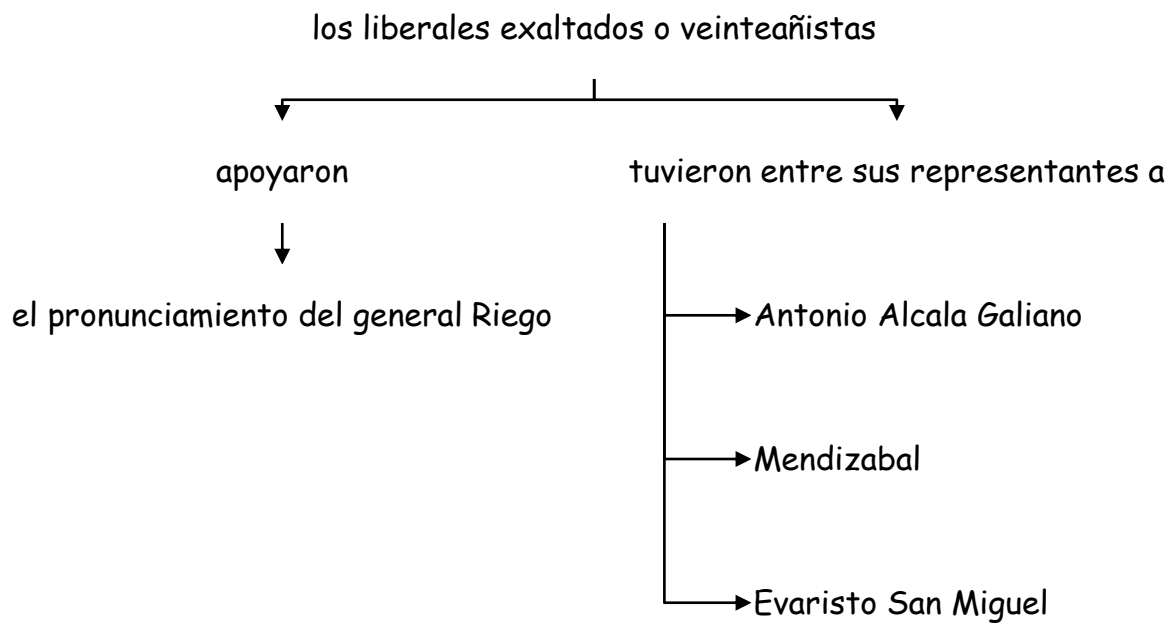 los liberales exaltados o veinteañistas
apoyaron
tuvieron entre sus representantes a
el pronunciamiento del general Riego
Antonio Alcala Galiano
Mendizabal
Evaristo San Miguel